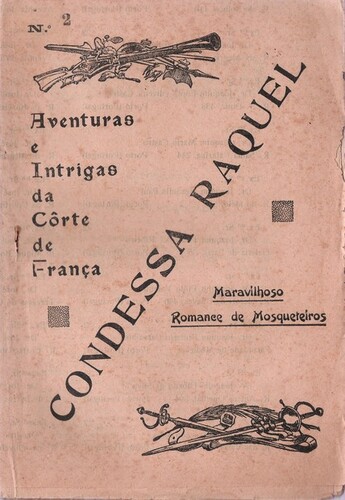 N.º 2
Aventuras
e
Intrigas
da
Côrte
de
França
CONDESSA RAQUEL
Maravilhoso
Romance de Mosqueteiros